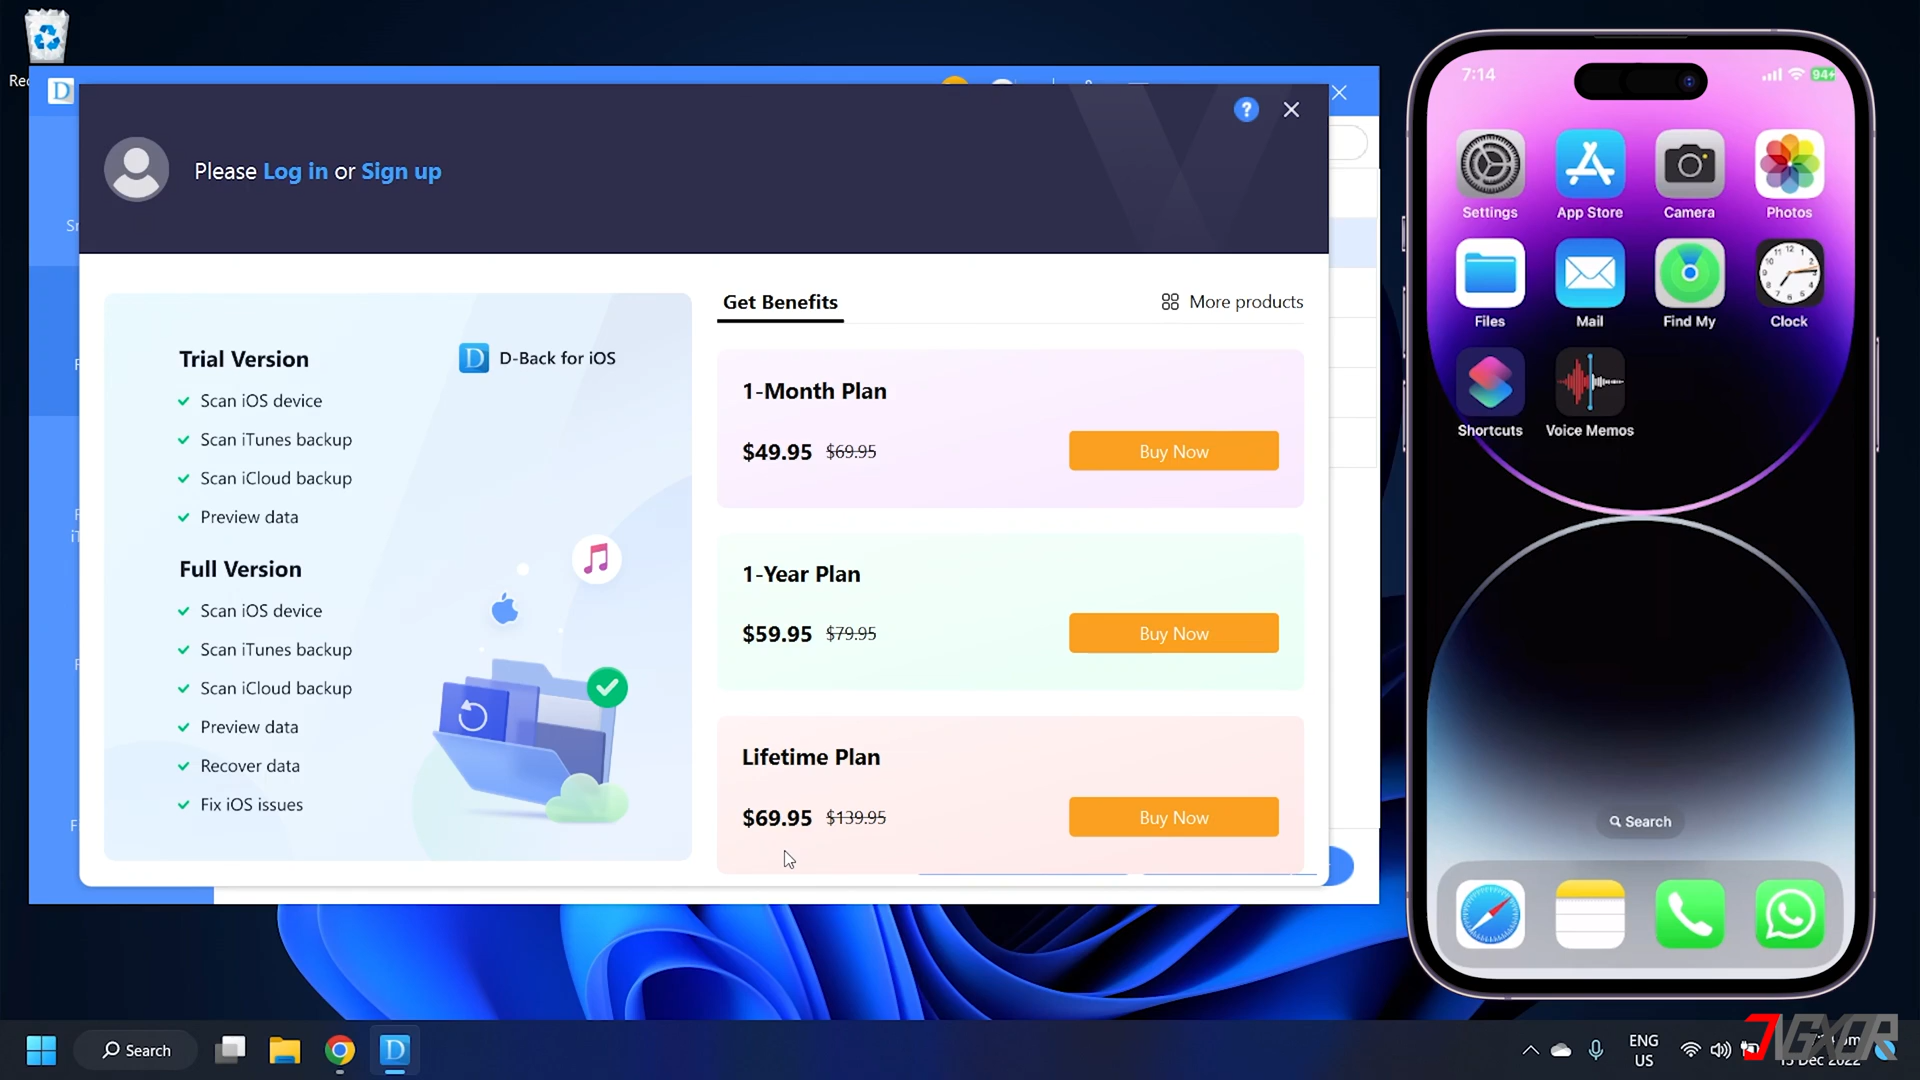 D
Please Log in or Sign up
?
Trial Version
D D-Back for iOS
Scan iOS device
Scan iTunes backup
Scan iCloud backup
Preview data
Full Version
Scan iOS device
Scan iTunes backup
Scan iCloud backup
Preview data
Recover data
Fix iOS issues
Get Benefits
More products
1-Month Plan
$49.95 $69.95
Buy Now
1-Year Plan
$59.95 $79.95
Buy Now
Lifetime Plan
$69.95 $139.95
Buy Now
7:14
94
Settings
App Store
Camera
Photos
Files
Mail
Find My
Clock
Shortcuts
Voice Memos
Search
Search
D
ENG
US
Dec 2022